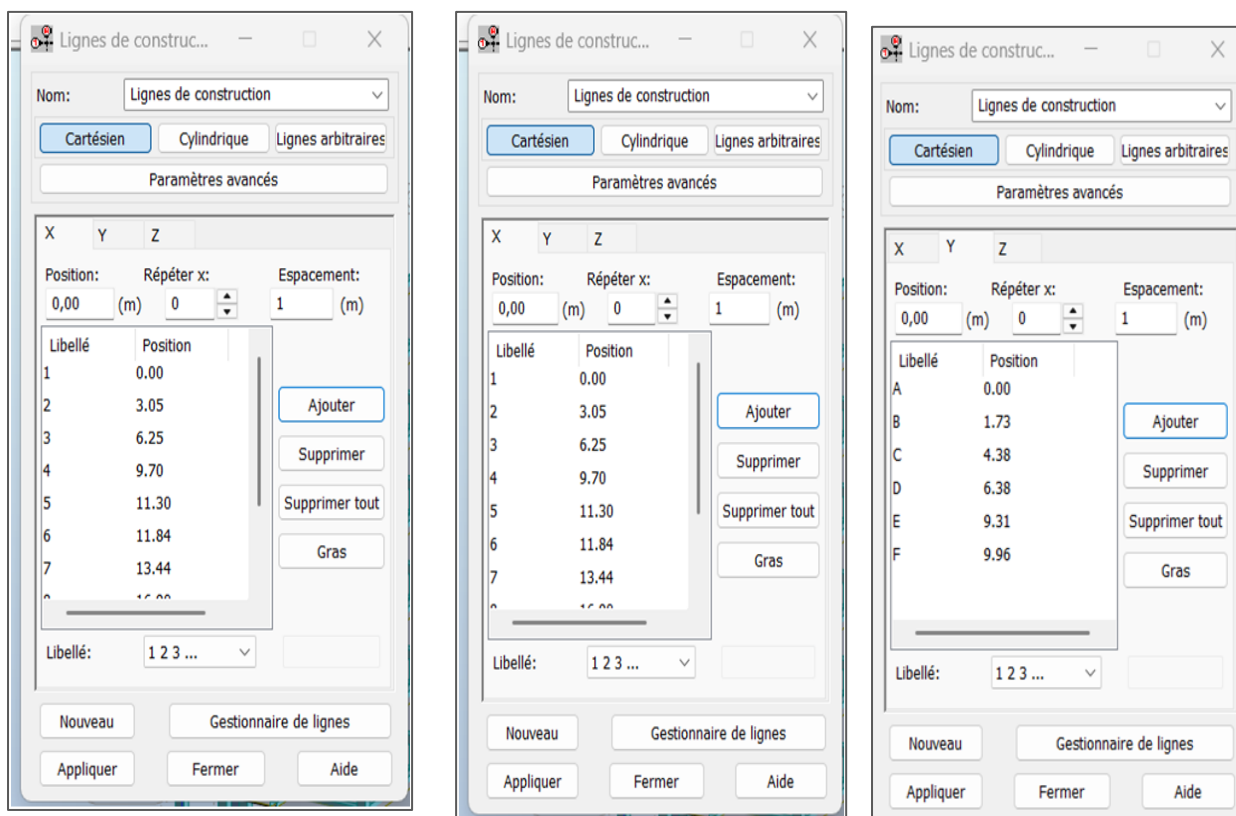 Lignes de construc...
Nom: Lignes de construction
Cartésien Cylindrique Lignes arbitraires
Paramètres avancés
X Y Z
Position: Répéter x: Espacement:
0,00 (m) 0 1 (m)
Libellé Position
1 0.00
2 3.05
3 6.25
4 9.70
5 11.30
6 11.84
7 13.44
Ajouter
Supprimer
Supprimer tout
Gras
Libellé: 1 2 3 ...
Nouveau Gestionnaire de lignes
Appliquer Fermer Aide
Lignes de construc...
Nom: Lignes de construction
Cartésien Cylindrique Lignes arbitraires
Paramètres avancés
X Y Z
Position: Répéter x: Espacement:
0,00 (m) 0 1 (m)
Libellé Position
1 0.00
2 3.05
3 6.25
4 9.70
5 11.30
6 11.84
7 13.44
Ajouter
Supprimer
Supprimer tout
Gras
Libellé: 1 2 3 ...
Nouveau Gestionnaire de lignes
Appliquer Fermer Aide
Lignes de construc...
Nom: Lignes de construction
Cartésien Cylindrique Lignes arbitraires
Paramètres avancés
X Y Z
Position: Répéter x: Espacement:
0,00 (m) 0 1 (m)
Libellé Position
A 0.00
B 1.73
C 4.38
D 6.38
E 9.31
F 9.96
Ajouter
Supprimer
Supprimer tout
Gras
Libellé: 1 2 3 ...
Nouveau Gestionnaire de lignes
Appliquer Fermer Aide